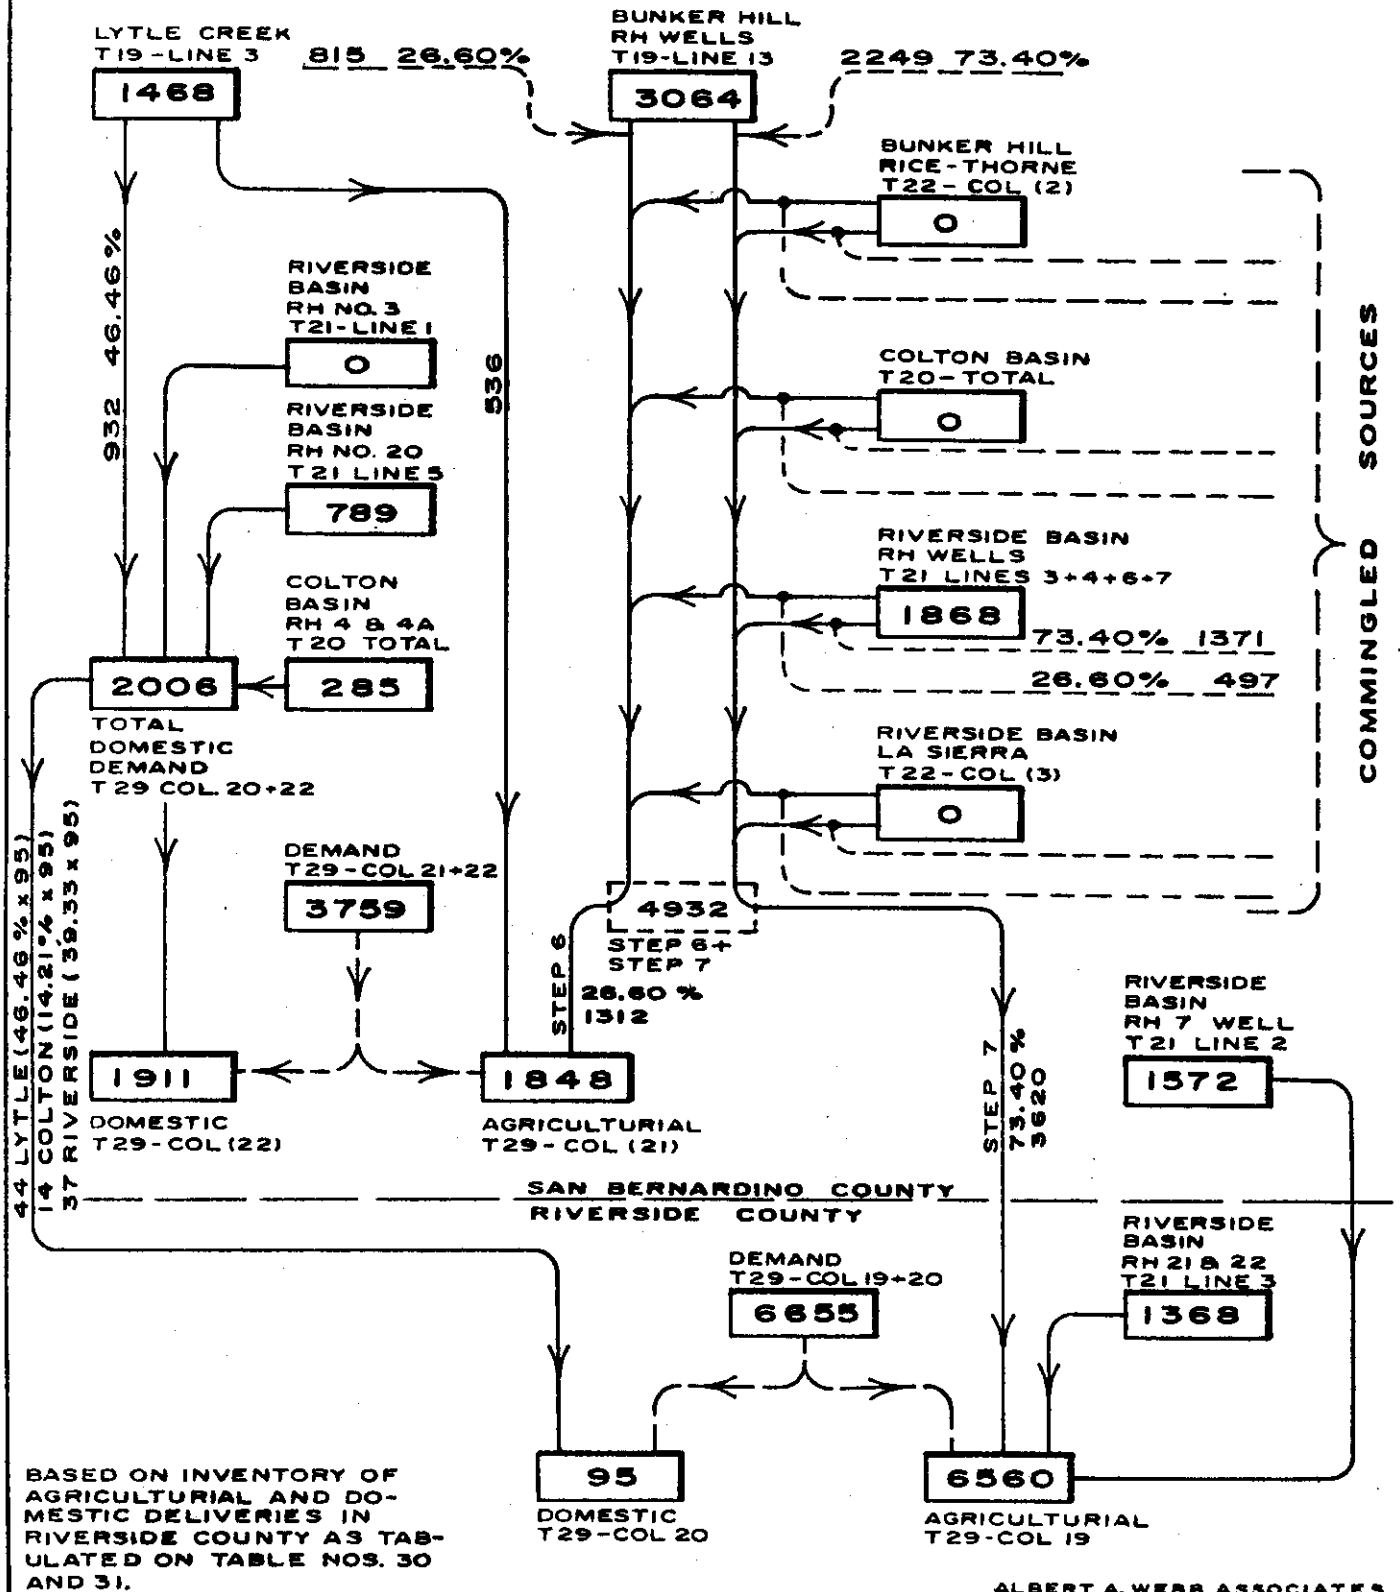 LYTLE CREEK
T19-LINE 3
1468
815 26.60%
BUNKER HILL
RH WELLS
T19-LINE 13
3064
2249 73.40%
BUNKER HILL
RICE-THORNE
T22-COL (2)
0
932 46.46%
536
RIVERSIDE
BASIN
RH NO. 3
T21-LINE 1
0
RIVERSIDE
BASIN
RH NO. 20
T21 LINE 5
789
COLTON
BASIN
RH 4 & 4A
T20 TOTAL
285
2006
TOTAL
DOMESTIC
DEMAND
T29 COL. 20+22
COLTON BASIN
T20-TOTAL
0
RIVERSIDE BASIN
RH WELLS
T21 LINES 3+4+6+7
1868
73.40% 1371
26.60% 497
RIVERSIDE BASIN
LA SIERRA
T22-COL (3)
0
COMMINGLED SOURCES
DEMAND
T29-COL 21+22
3759
4932
STEP 6+
STEP 7
STEP 6
26.60 %
1312
1911
DOMESTIC
T29-COL (22)
1848
AGRICULTURIAL
T29-COL (21)
STEP 7
73.40 %
3620
RIVERSIDE
BASIN
RH 7 WELL
T21 LINE 2
1572
44 LYTLE (46.46 % x 95)
14 COLTON (14.21 % x 95)
37 RIVERSIDE (39.33 x 95)
SAN BERNARDINO COUNTY
RIVERSIDE COUNTY
RIVERSIDE
BASIN
RH 21 & 22
T21 LINE 3
1368
DEMAND
T29-COL 19+20
6655
95
DOMESTIC
T29-COL 20
6560
AGRICULTURIAL
T29-COL 19
BASED ON INVENTORY OF
AGRICULTURIAL AND DO-
MESTIC DELIVERIES IN
RIVERSIDE COUNTY AS TAB-
ULATED ON TABLE NOS. 30
AND 31.
ALBERT A. WEBB ASSOCIATES